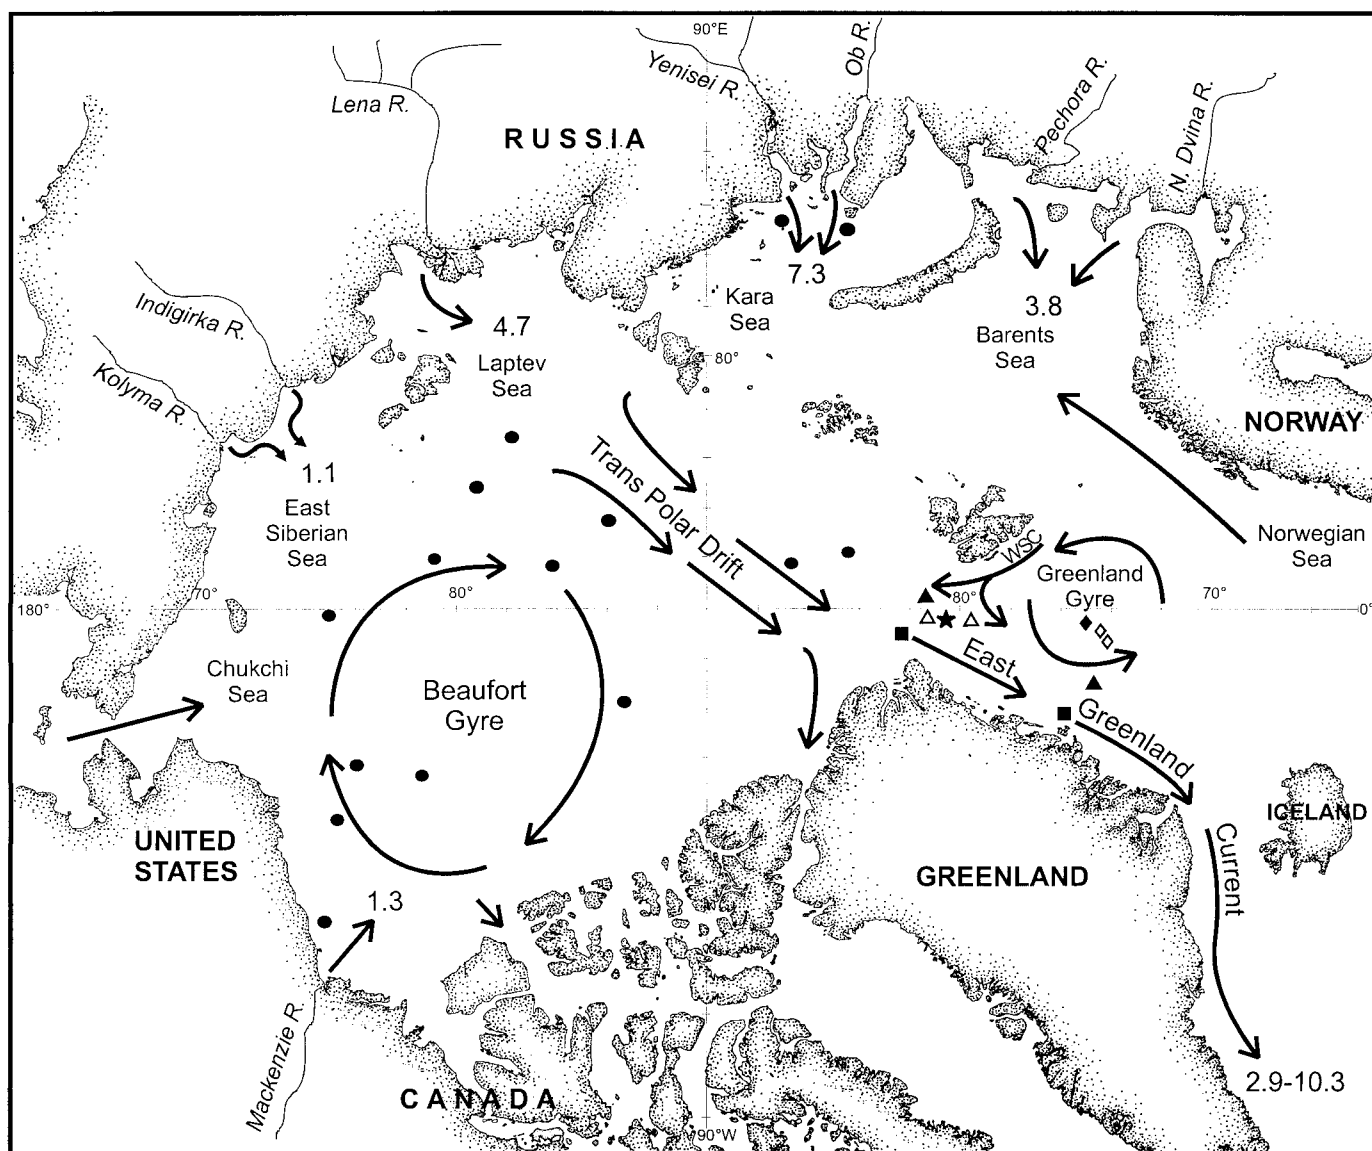 90°E
Yenisei R.
Ob R.
Pechora R.
N. Dvina R.
Lena R.
RUSSIA
7.3
Kara
Sea
3.8
Barents
Sea
Indigirka R.
4.7
Laptev
Sea
80°
Kolyma R.
NORWAY
1.1
East
Siberian
Sea
Trans Polar Drift
Norwegian
Sea
WSC
Greenland
Gyre
180°
70°
80°
80°
70°
0°
Chukchi
Sea
Beaufort
Gyre
East
Greenland
Current
ICELAND
UNITED
STATES
GREENLAND
1.3
Mackenzie R.
CANADA
2.9-10.3
90°W